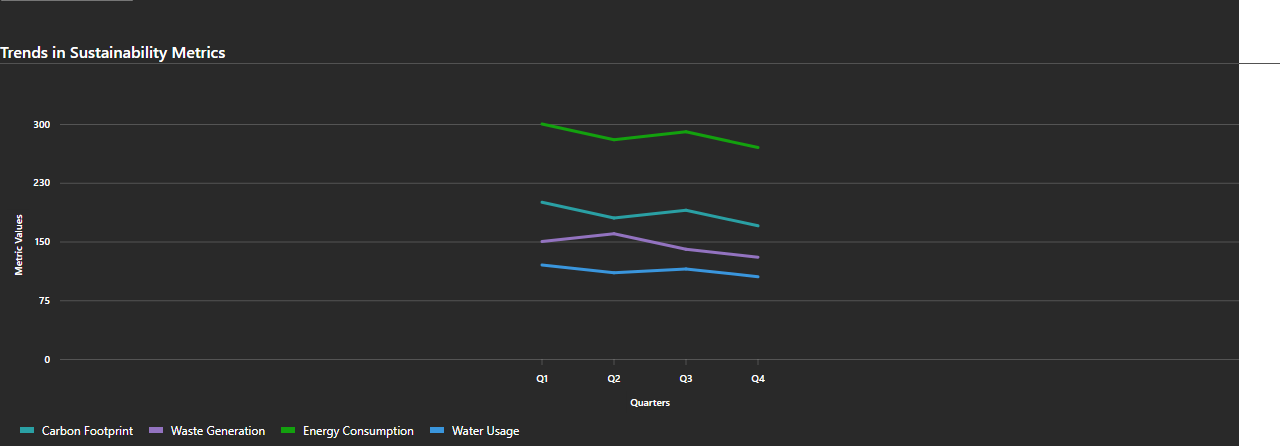 Trends in Sustainability Metrics
300
230
150
75
0
Metric Values
Q1 Q2 Q3 Q4
Quarters
Carbon Footprint Waste Generation Energy Consumption Water Usage